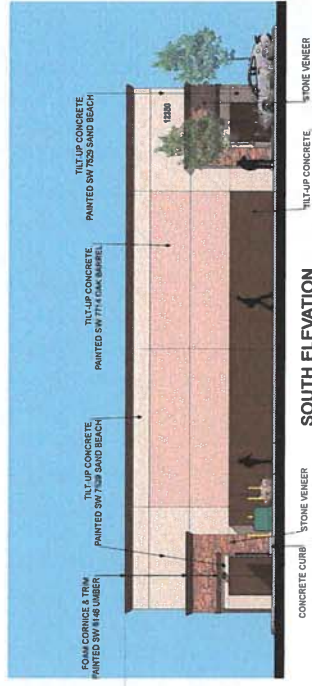 FOAM CORNICE & TRIM
PAINTED SW 6146 UMBER
TILT-UP CONCRETE
PAINTED SW 7529 SAND BEACH
TILT-UP CONCRETE
PAINTED SW 7714 OAK BARREL
TILT-UP CONCRETE
PAINTED SW 7529 SAND BEACH
12380
CONCRETE CURB
STONE VENEER
TILT-UP CONCRETE
STONE VENEER
SOUTH ELEVATION